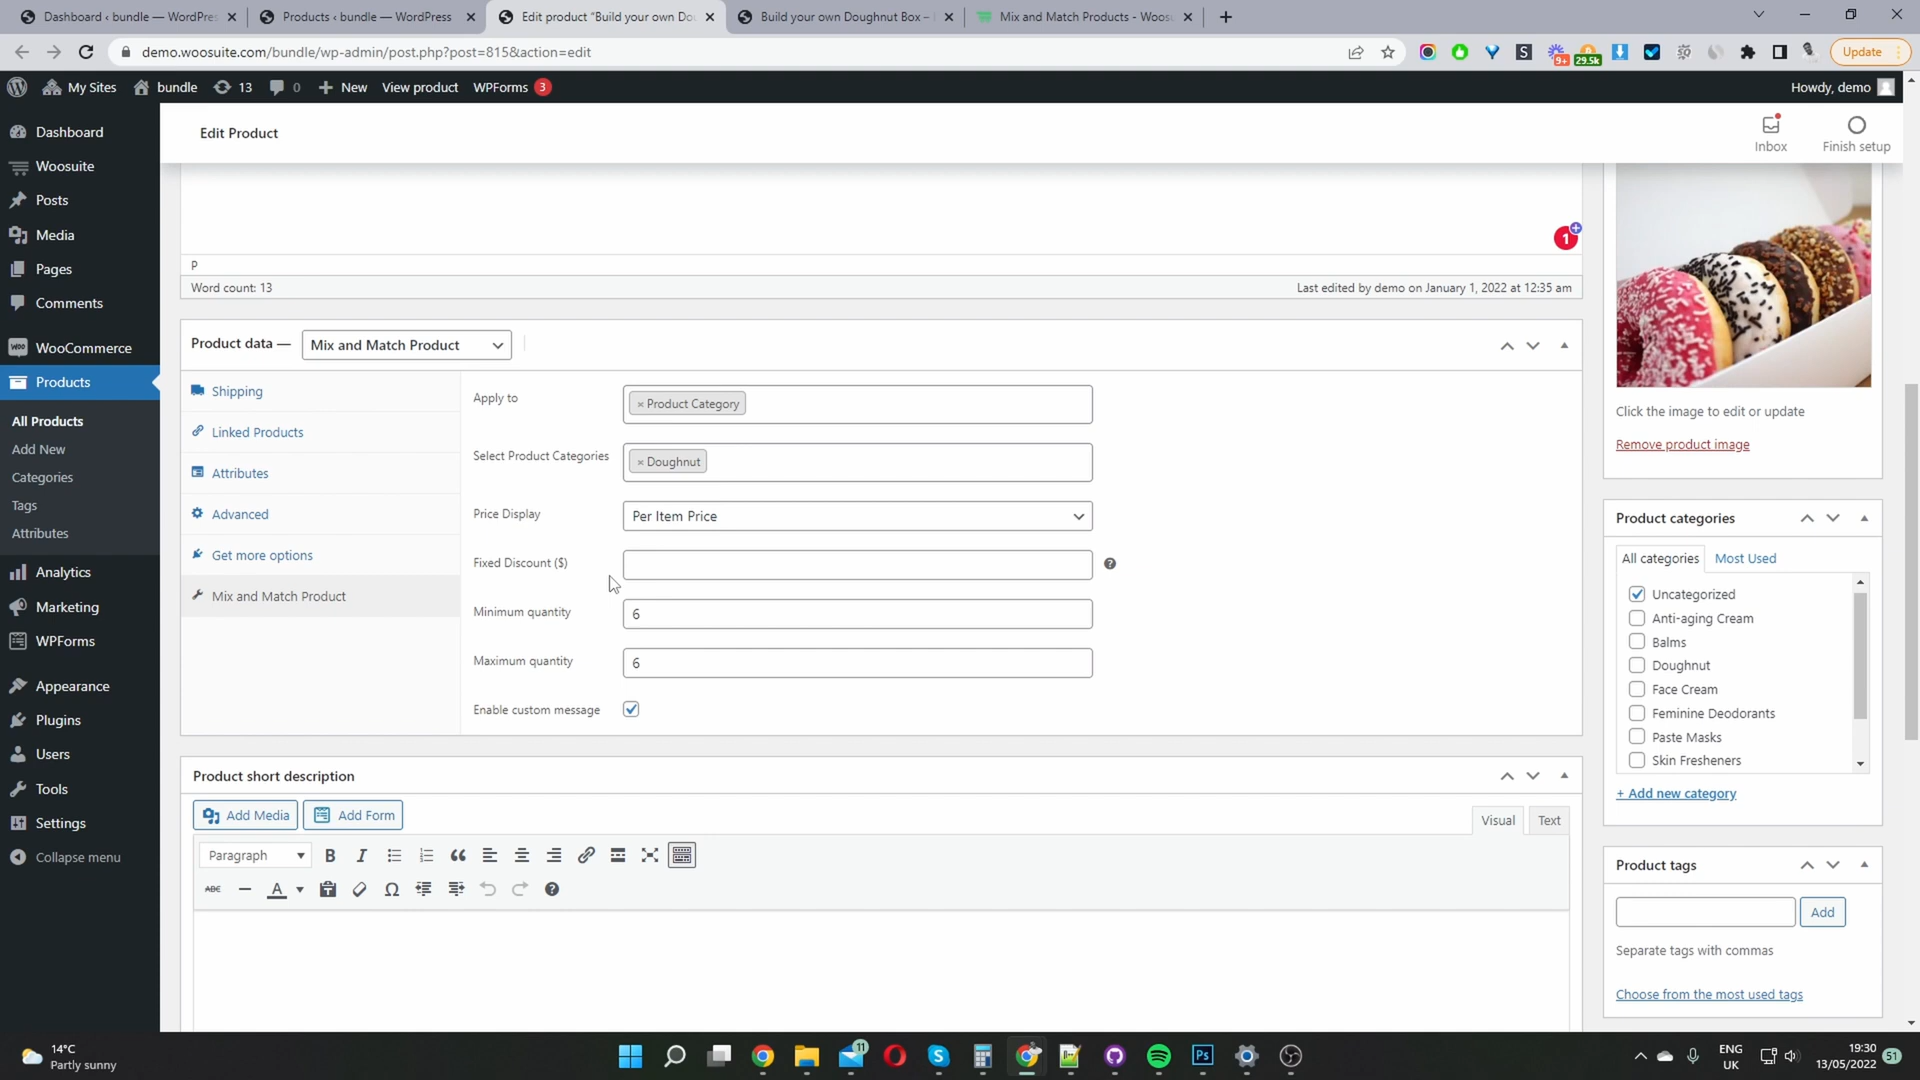 Dashboard ‹ bundle — WordPres
Products ‹ bundle — WordPress
Edit product "Build your own Dou
Build your own Doughnut Box –
Mix and Match Products - Woosu
demo.woosuite.com/bundle/wp-admin/post.php?post=815&action=edit
9+
29.5k
Update
My Sites
bundle
13
0
New
View product
WPForms 3
Howdy, demo
Dashboard
Woosuite
Posts
Media
Pages
Comments
WooCommerce
Products
All Products
Add New
Categories
Tags
Attributes
Analytics
Marketing
WPForms
Appearance
Plugins
Users
Tools
Settings
Collapse menu
Edit Product
Inbox
Finish setup
1
P
Word count: 13
Last edited by demo on January 1, 2022 at 12:35 am
Product data —
Mix and Match Product
Shipping
Linked Products
Attributes
Advanced
Get more options
Mix and Match Product
Apply to
× Product Category
Select Product Categories
× Doughnut
Price Display
Per Item Price
Fixed Discount ($)
Minimum quantity
6
Maximum quantity
6
Enable custom message
Product short description
Add Media
Add Form
Visual
Text
Paragraph
B I
ABC
A
Click the image to edit or update
Remove product image
Product categories
All categories
Most Used
Uncategorized
Anti-aging Cream
Balms
Doughnut
Face Cream
Feminine Deodorants
Paste Masks
Skin Fresheners
+ Add new category
Product tags
Add
Separate tags with commas
Choose from the most used tags
14°C
Partly sunny
11
Ps
ENG
UK
19:30
13/05/2022
51